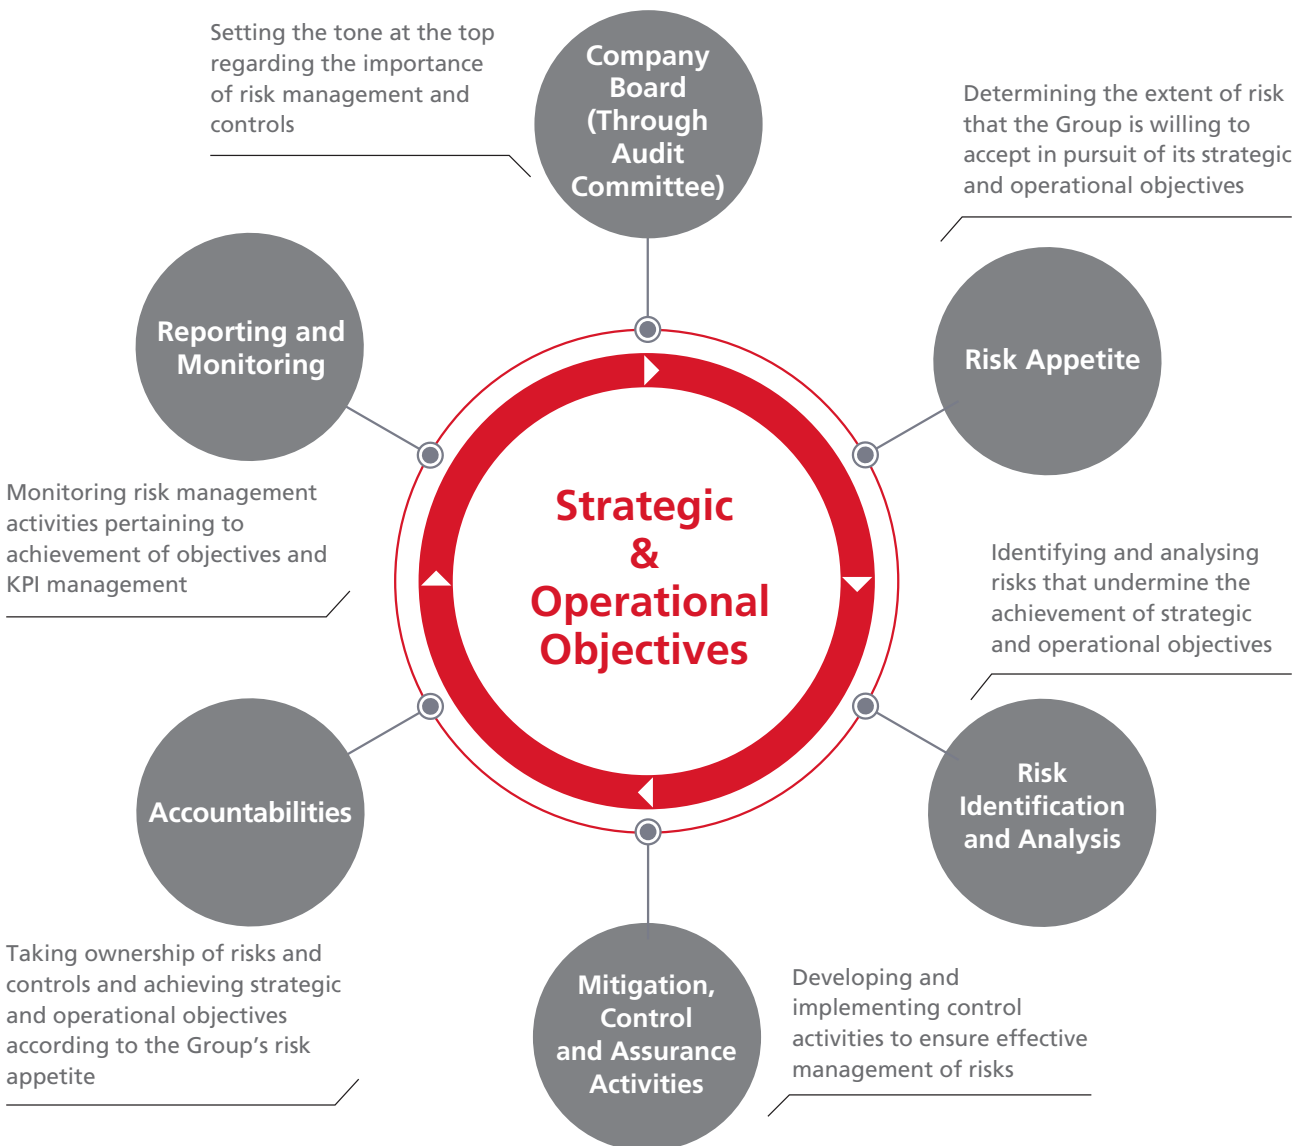 Setting the tone at the top
regarding the importance
of risk management and
controls
Company
Board
(Through
Audit
Committee)
Determining the extent of risk
that the Group is willing to
accept in pursuit of its strategic
and operational objectives
Risk Appetite
Identifying and analysing
risks that undermine the
achievement of strategic
and operational objectives
Risk
Identification
and Analysis
Developing and
implementing control
activities to ensure effective
management of risks
Mitigation,
Control
and Assurance
Activities
Taking ownership of risks and
controls and achieving strategic
and operational objectives
according to the Group’s risk
appetite
Accountabilities
Monitoring risk management
activities pertaining to
achievement of objectives and
KPI management
Reporting and
Monitoring
Strategic
&
Operational
Objectives